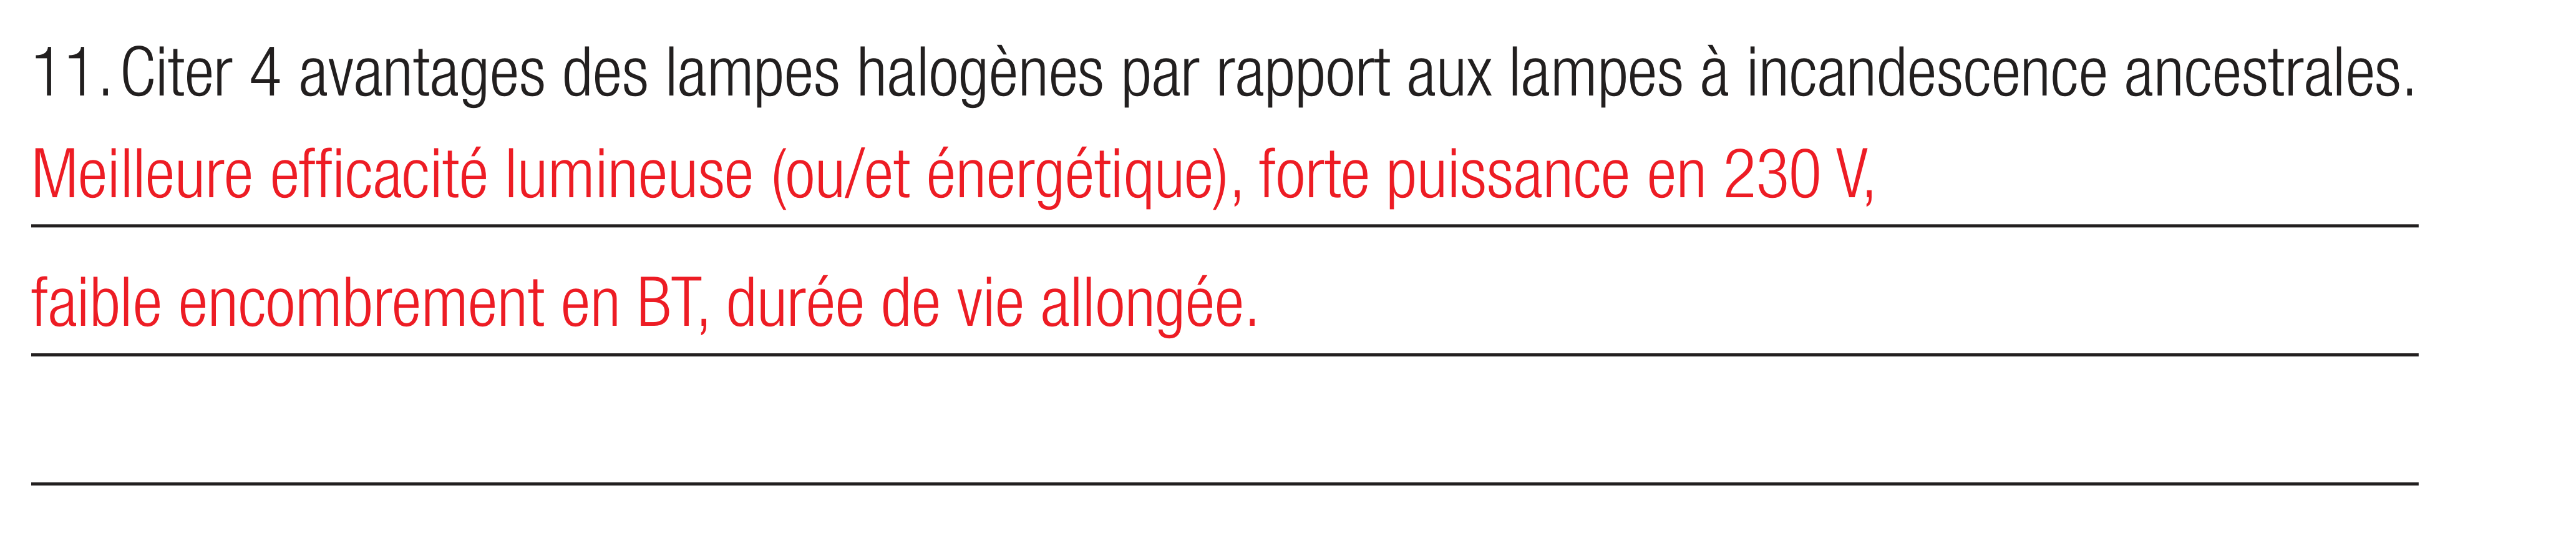 11. Citer 4 avantages des lampes halogènes par rapport aux lampes à incandescence ancestrales.
Meilleure efficacité lumineuse (ou/et énergétique), forte puissance en 230 V,
faible encombrement en BT, durée de vie allongée.